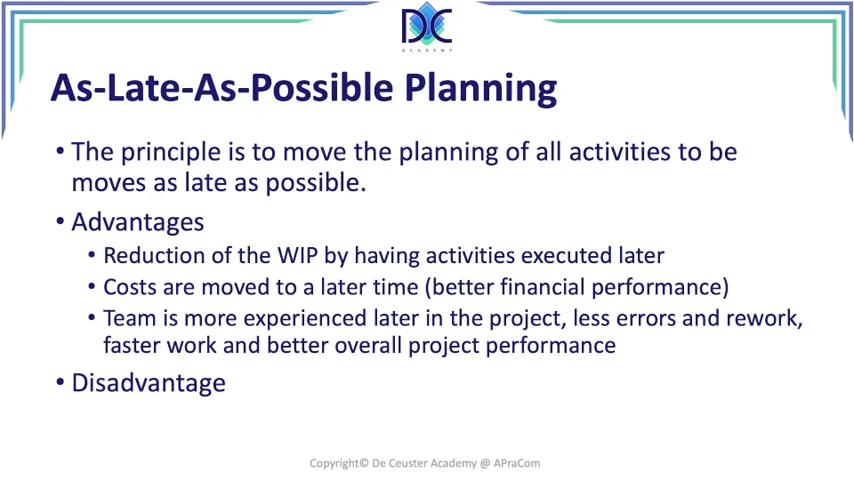 DC
ACADEMY
As-Late-As-Possible Planning
• The principle is to move the planning of all activities to be
moves as late as possible.
• Advantages
• Reduction of the WIP by having activities executed later
• Costs are moved to a later time (better financial performance)
• Team is more experienced later in the project, less errors and rework,
faster work and better overall project performance
• Disadvantage
Copyright© De Ceuster Academy @ APraCom